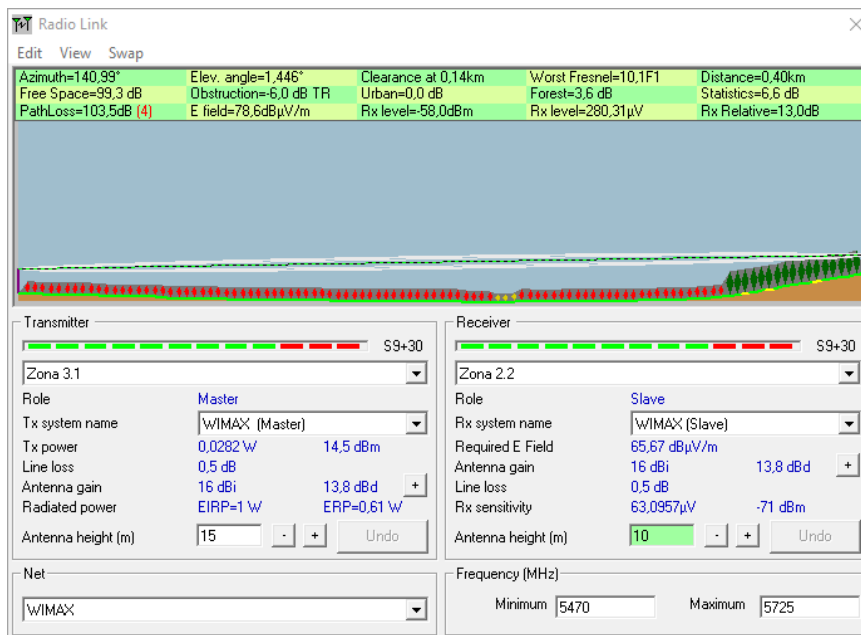 Radio Link
Edit View Swap
Azimuth=140,99° Elev. angle=1,446° Clearance at 0,14km Worst Fresnel=10,1F1 Distance=0,40km
Free Space=99,3 dB Obstruction=-6,0 dB TR Urban=0,0 dB Forest=3,6 dB Statistics=6,6 dB
PathLoss=103,5dB (4) E field=78,6dBµV/m Rx level=-58,0dBm Rx level=280,31µV Rx Relative=13,0dB
Transmitter
S9+30
Zona 3.1
Role Master
Tx system name WIMAX (Master)
Tx power 0,0282 W 14,5 dBm
Line loss 0,5 dB
Antenna gain 16 dBi 13,8 dBd +
Radiated power EIRP=1 W ERP=0,61 W
Antenna height (m) 15 - + Undo
Receiver
S9+30
Zona 2.2
Role Slave
Rx system name WIMAX (Slave)
Required E Field 65,67 dBµV/m
Antenna gain 16 dBi 13,8 dBd +
Line loss 0,5 dB
Rx sensitivity 63,0957µV -71 dBm
Antenna height (m) 10 - + Undo
Net
WIMAX
Frequency (MHz)
Minimum 5470 Maximum 5725